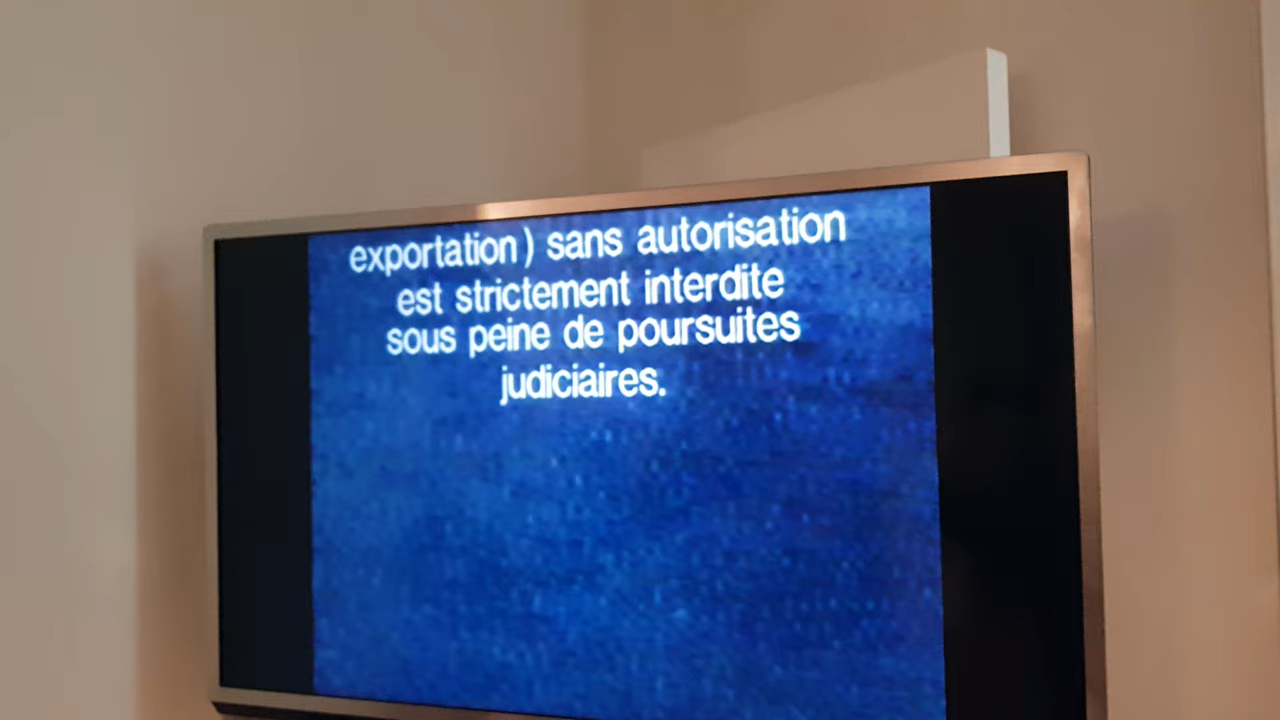 exportation) sans autorisation
est strictement interdite
sous peine de poursuites
judiciaires.